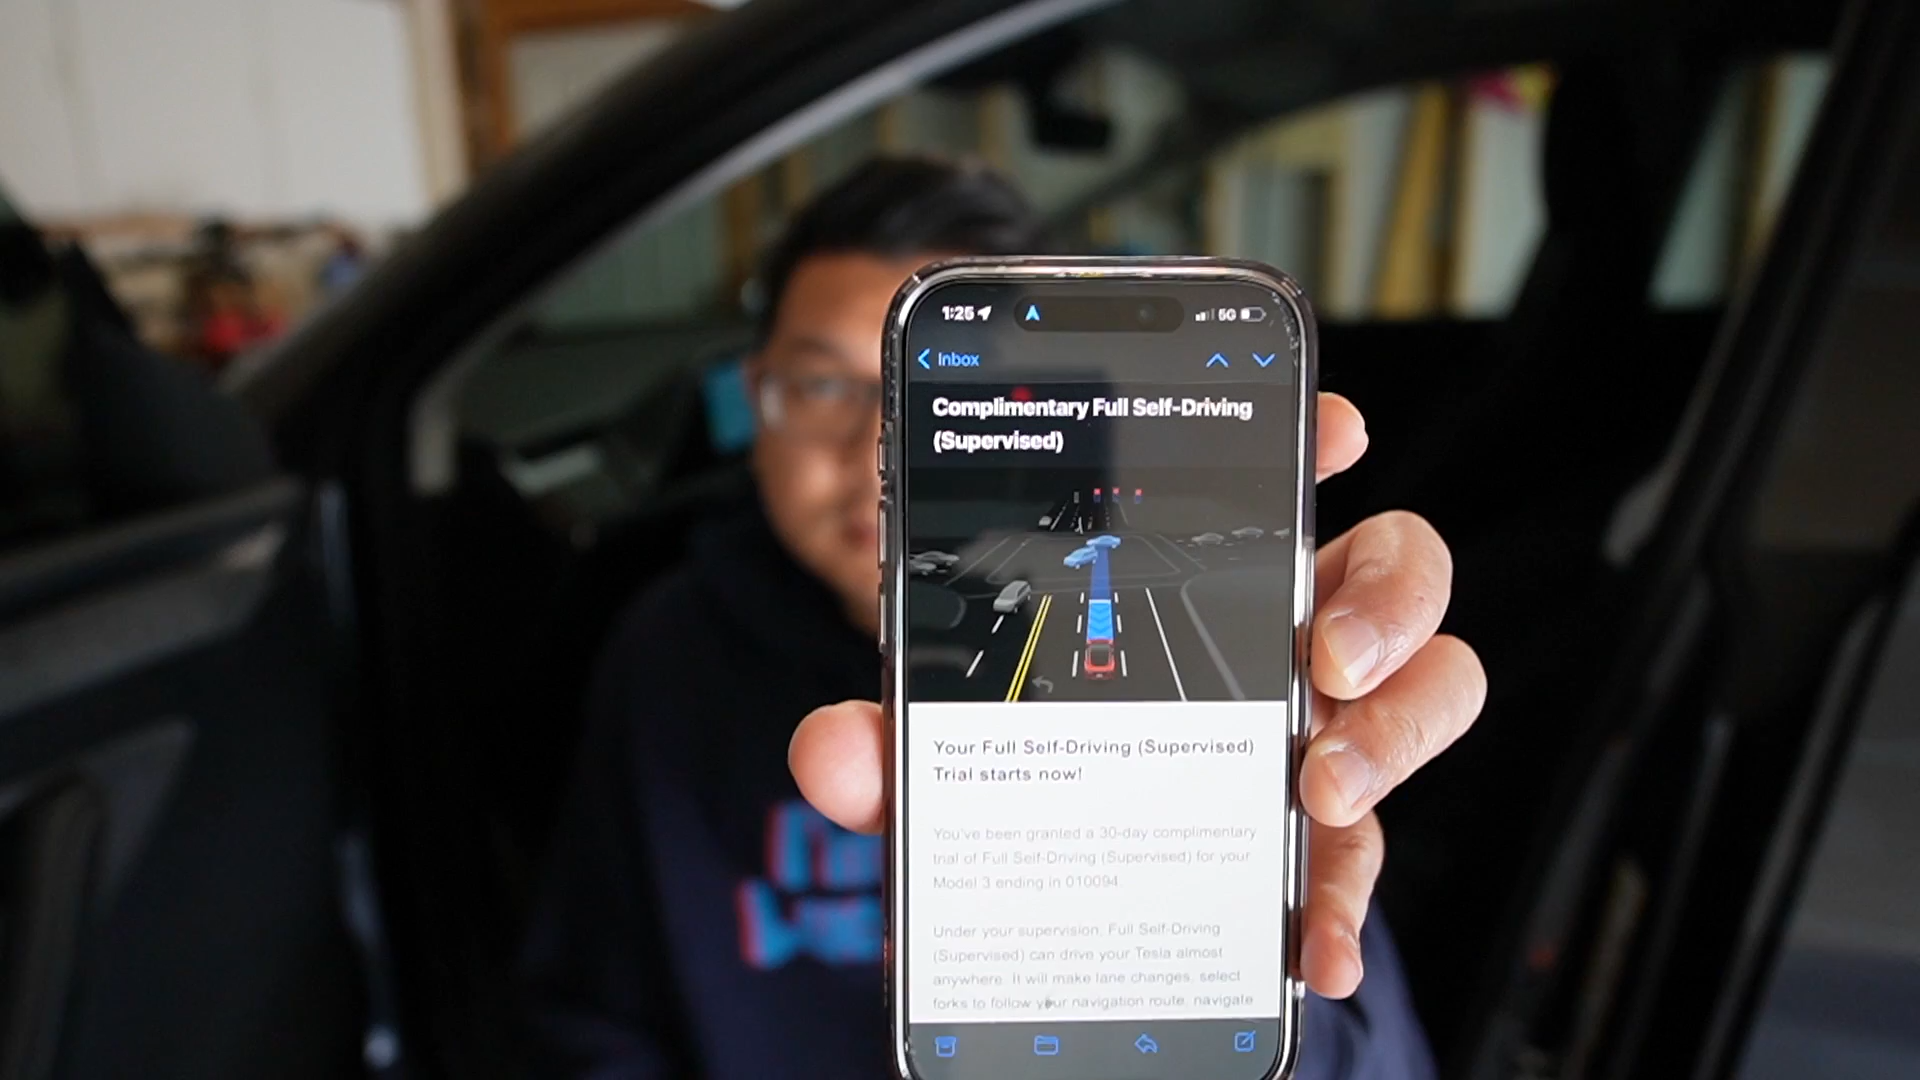 1:25
5G
Inbox
Complimentary Full Self-Driving
(Supervised)
Your Full Self-Driving (Supervised)
Trial starts now!
You've been granted a 30-day complimentary
trial of Full Self-Driving (Supervised) for your
Model 3 ending in 010094.
Under your supervision, Full Self-Driving
(Supervised) can drive your Tesla almost
anywhere. It will make lane changes, select
forks to follow your navigation route, navigate